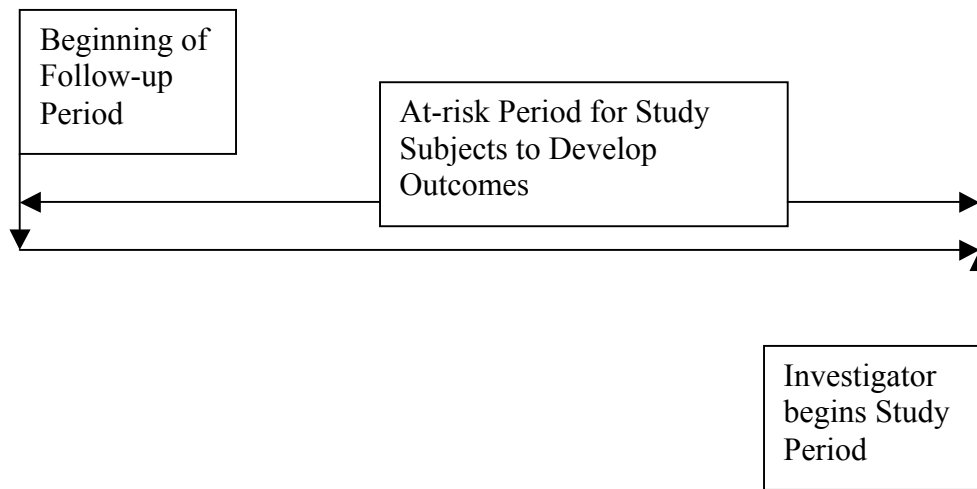 Beginning of
Follow-up
Period
At-risk Period for Study
Subjects to Develop
Outcomes
Investigator
begins Study
Period